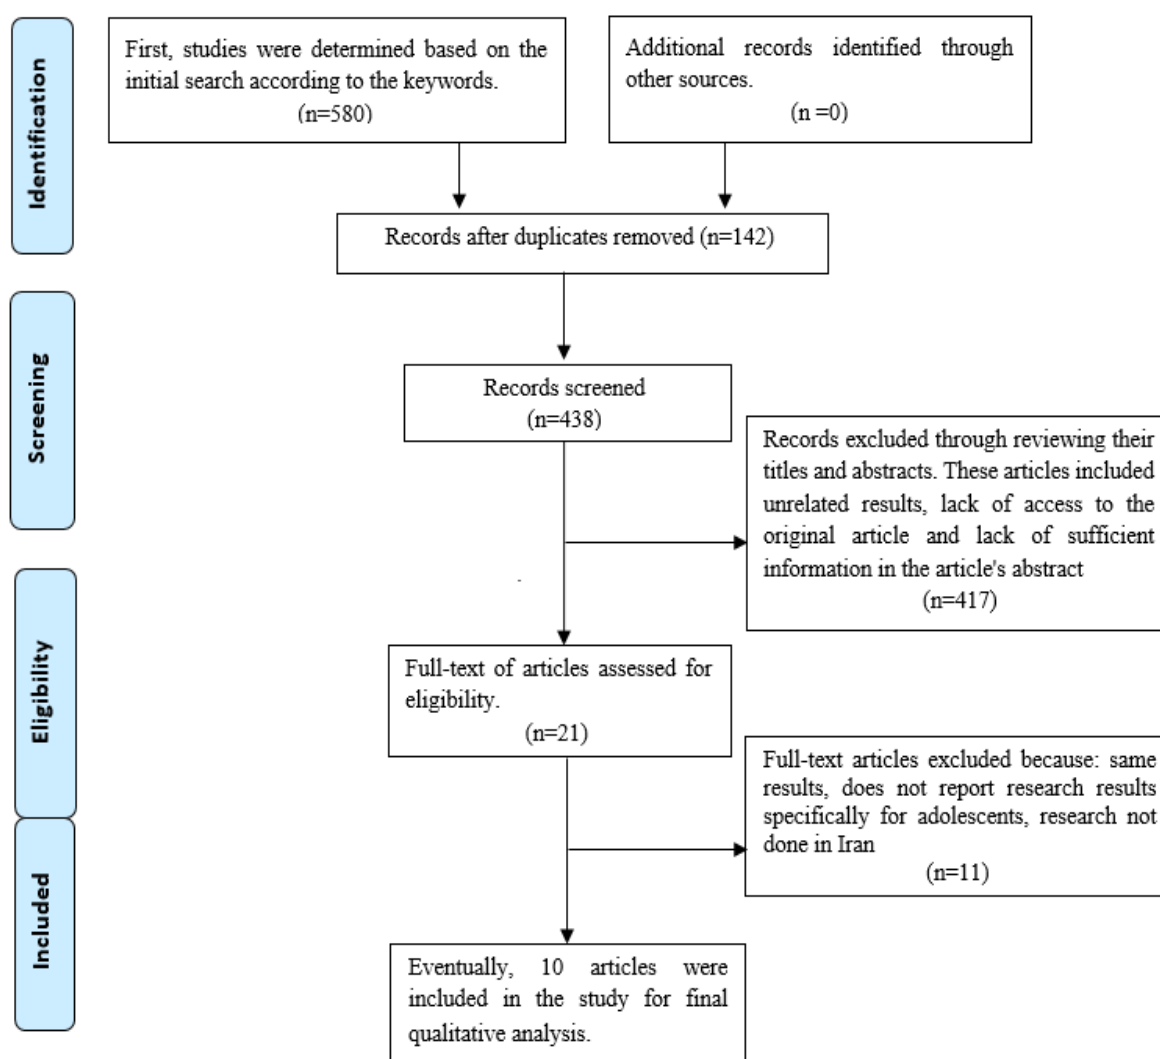 Identification
First, studies were determined based on the
initial search according to the keywords.
(n=580)
Additional records identified through
other sources.
(n =0)
Records after duplicates removed (n=142)
Screening
Records screened
(n=438)
Records excluded through reviewing their
titles and abstracts. These articles included
unrelated results, lack of access to the
original article and lack of sufficient
information in the article's abstract
(n=417)
Eligibility
Full-text of articles assessed for
eligibility.
(n=21)
Full-text articles excluded because: same
results, does not report research results
specifically for adolescents, research not
done in Iran
(n=11)
Included
Eventually, 10 articles were
included in the study for final
qualitative analysis.